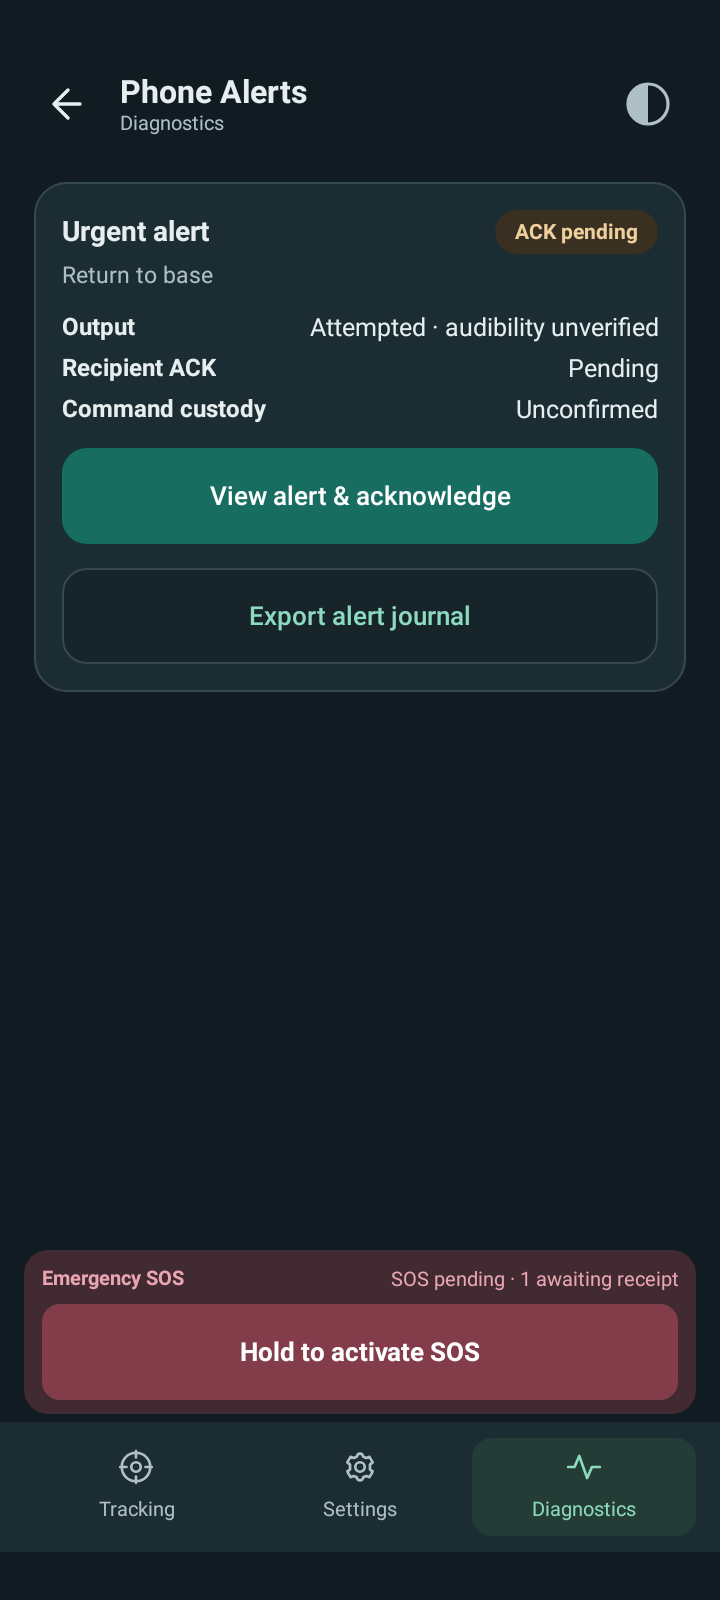 Phone Alerts
Diagnostics
Urgent alert
ACK pending
Return to base
Output
Attempted · audibility unverified
Recipient ACK
Pending
Command custody
Unconfirmed
View alert & acknowledge
Export alert journal
Emergency SOS
SOS pending · 1 awaiting receipt
Hold to activate SOS
Tracking
Settings
Diagnostics